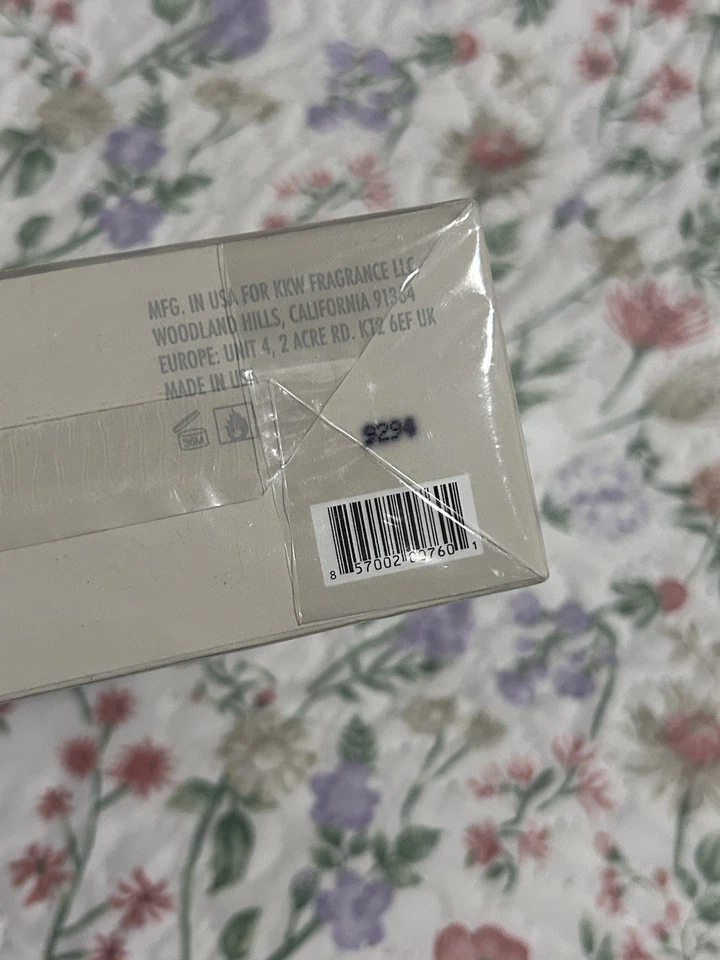 MFG. IN USA FOR KKW FRAGRANCE LLC
WOODLAND HILLS, CALIFORNIA 91364
EUROPE: UNIT 4, 2 ACRE RD. KT2 6EF UK
MADE IN USA
36M
9294
8 57002 00760 1